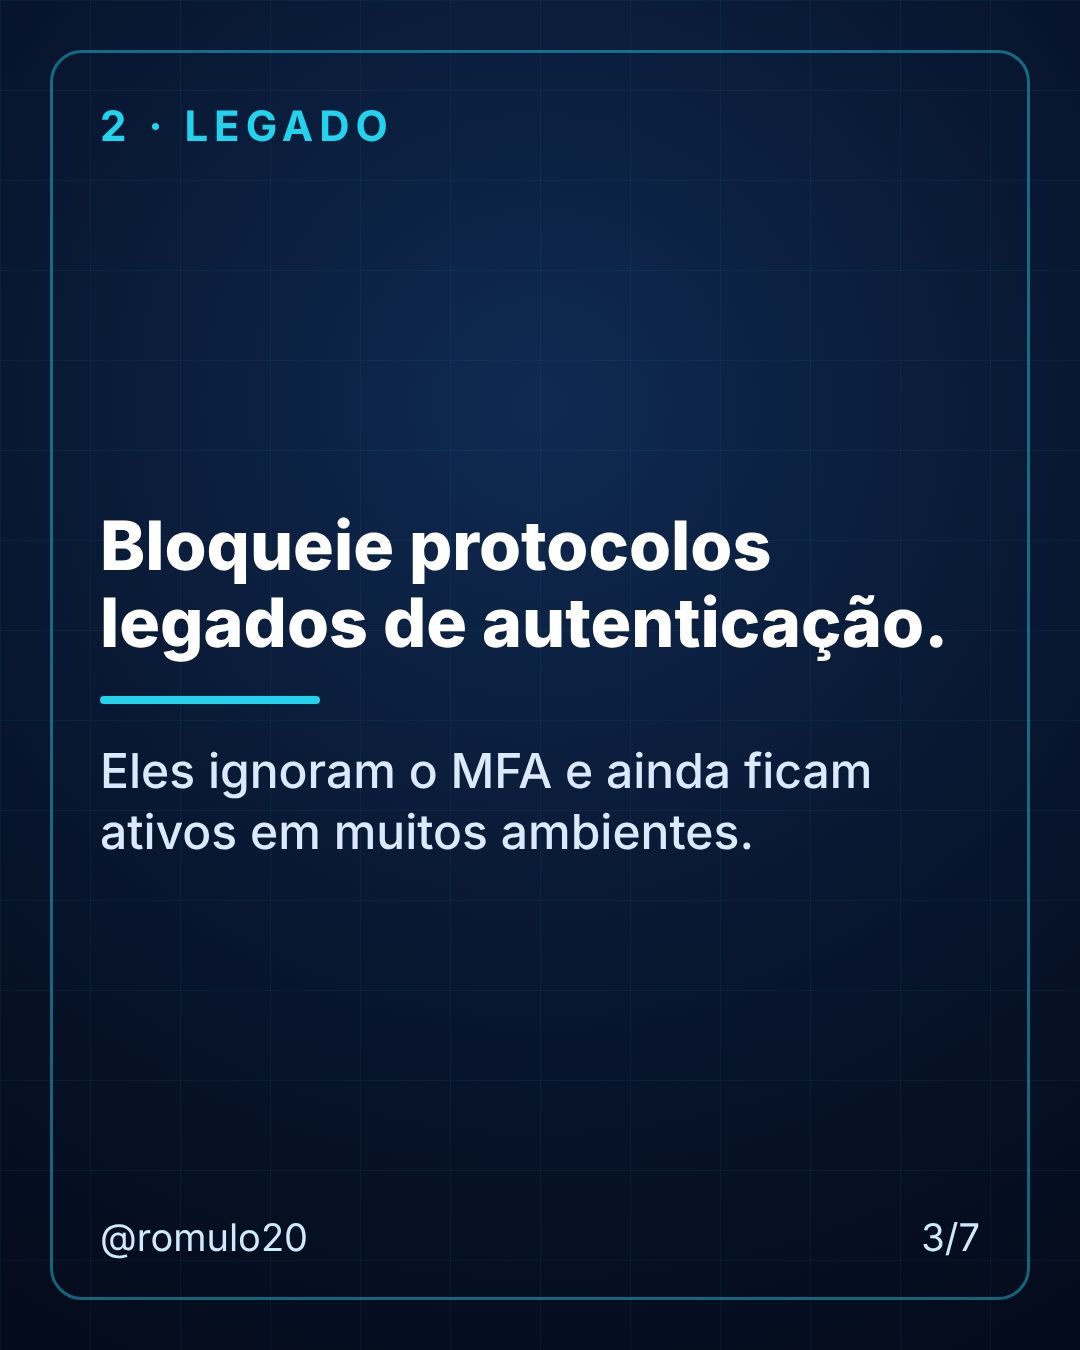 2 · LEGADO
Bloqueie protocolos
legados de autenticação.
Eles ignoram o MFA e ainda ficam
ativos em muitos ambientes.
@romulo20
3/7